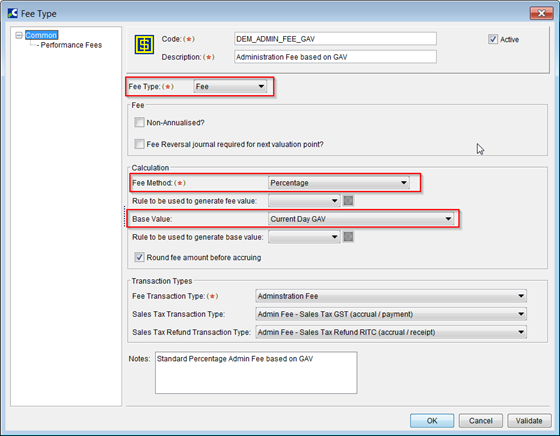 Fee Type
Common
Performance Fees
Code: (*) DEM_ADMIN_FEE_GAV Active
Description: (*) Administration Fee based on GAV
Fee Type: (*) Fee
Fee
Non-Annualised?
Fee Reversal journal required for next valuation point?
Calculation
Fee Method: (*) Percentage
Rule to be used to generate fee value:
Base Value: Current Day GAV
Rule to be used to generate base value:
Round fee amount before accruing
Transaction Types
Fee Transaction Type: (*) Adminstration Fee
Sales Tax Transaction Type: Admin Fee - Sales Tax GST (accrual / payment)
Sales Tax Refund Transaction Type: Admin Fee - Sales Tax Refund RITC (accrual / receipt)
Notes: Standard Percentage Admin Fee based on GAV
OK Cancel Validate